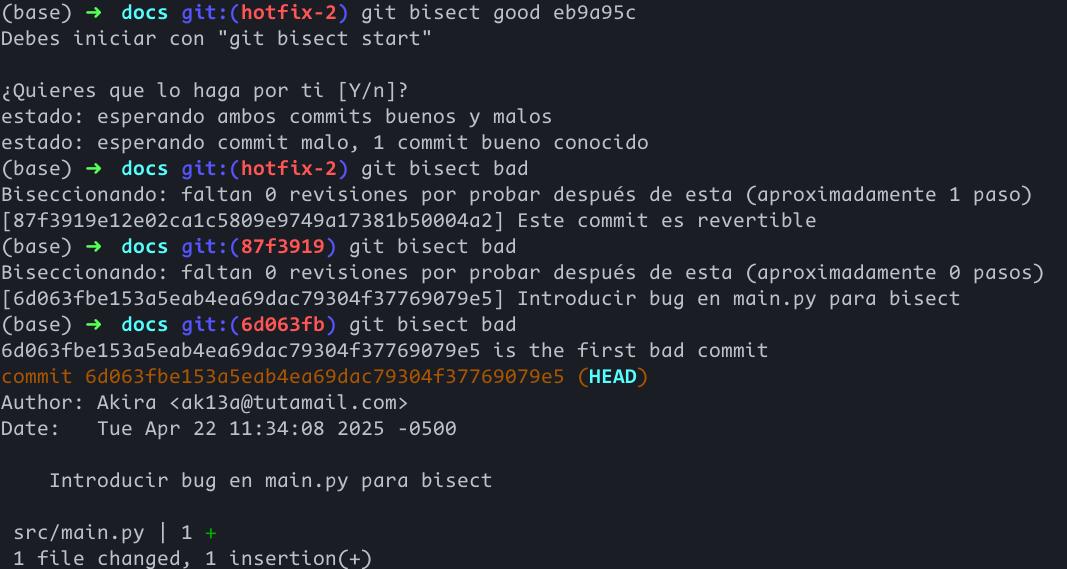 (base) → docs git:(hotfix-2) git bisect good eb9a95c
Debes iniciar con "git bisect start"
¿Quieres que lo haga por ti [Y/n]?
estado: esperando ambos commits buenos y malos
estado: esperando commit malo, 1 commit bueno conocido
(base) → docs git:(hotfix-2) git bisect bad
Biseccionando: faltan 0 revisiones por probar después de esta (aproximadamente 1 paso)
[87f3919e12e02ca1c5809e9749a17381b50004a2] Este commit es revertible
(base) → docs git:(87f3919) git bisect bad
Biseccionando: faltan 0 revisiones por probar después de esta (aproximadamente 0 pasos)
[6d063fbe153a5eab4ea69dac79304f37769079e5] Introducir bug en main.py para bisect
(base) → docs git:(6d063fb) git bisect bad
6d063fbe153a5eab4ea69dac79304f37769079e5 is the first bad commit
commit 6d063fbe153a5eab4ea69dac79304f37769079e5 (HEAD)
Author: Akira <ak13a@tutamail.com>
Date:   Tue Apr 22 11:34:08 2025 -0500
    Introducir bug en main.py para bisect
 src/main.py | 1 +
 1 file changed, 1 insertion(+)